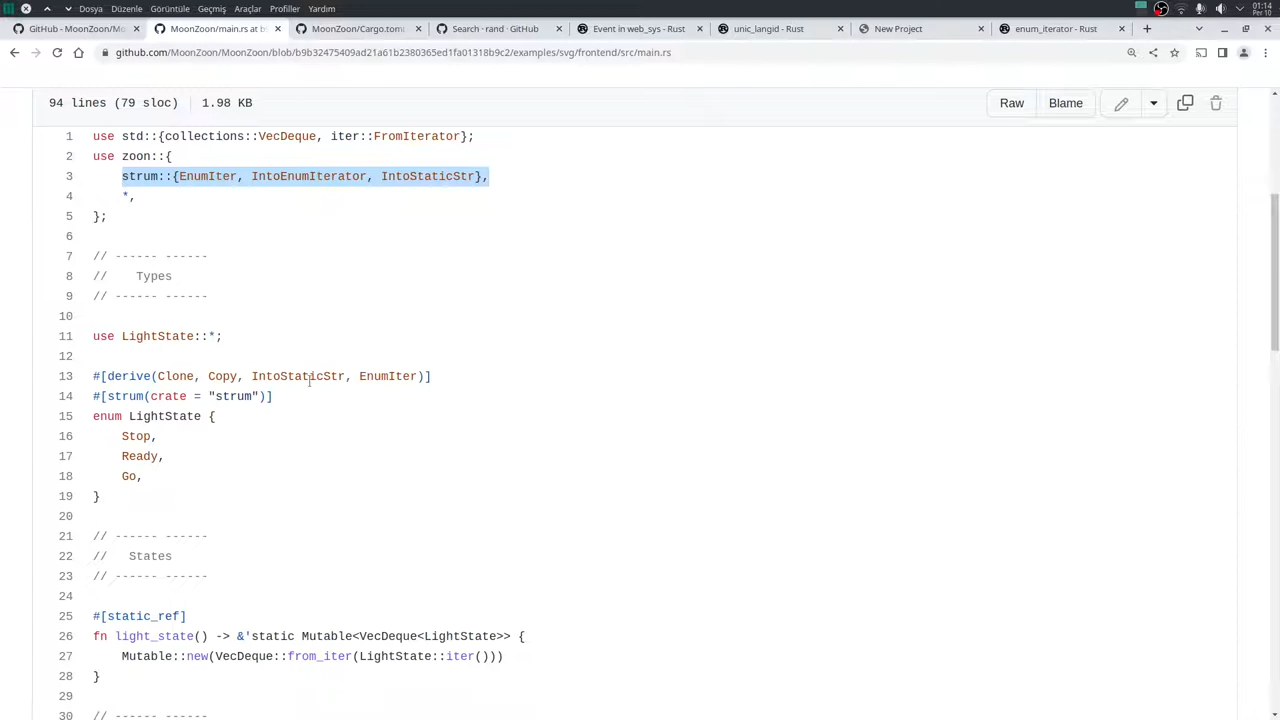 Dosya Düzenle Görüntüle Geçmiş Araçlar Profiller Yardım
01:14
Per 10
GitHub - MoonZoon/Mo
MoonZoon/main.rs at b
MoonZoon/Cargo.tom
Search · rand · GitHub
Event in web_sys - Rust
unic_langid - Rust
New Project
enum_iterator - Rust
github.com/MoonZoon/MoonZoon/blob/b9b32475409ad21a61b2380365ed1fa01318b9c2/examples/svg/frontend/src/main.rs
94 lines (79 sloc) 1.98 KB
Raw Blame
1 use std::{collections::VecDeque, iter::FromIterator};
2 use zoon::{
3 strum::{EnumIter, IntoEnumIterator, IntoStaticStr},
4 *,
5 };
6
7 // ------ ------
8 // Types
9 // ------ ------
10
11 use LightState::*;
12
13 #[derive(Clone, Copy, IntoStaticStr, EnumIter)]
14 #[strum(crate = "strum")]
15 enum LightState {
16 Stop,
17 Ready,
18 Go,
19 }
20
21 // ------ ------
22 // States
23 // ------ ------
24
25 #[static_ref]
26 fn light_state() -> &'static Mutable<VecDeque<LightState>> {
27 Mutable::new(VecDeque::from_iter(LightState::iter()))
28 }
29
30 // ------ ------